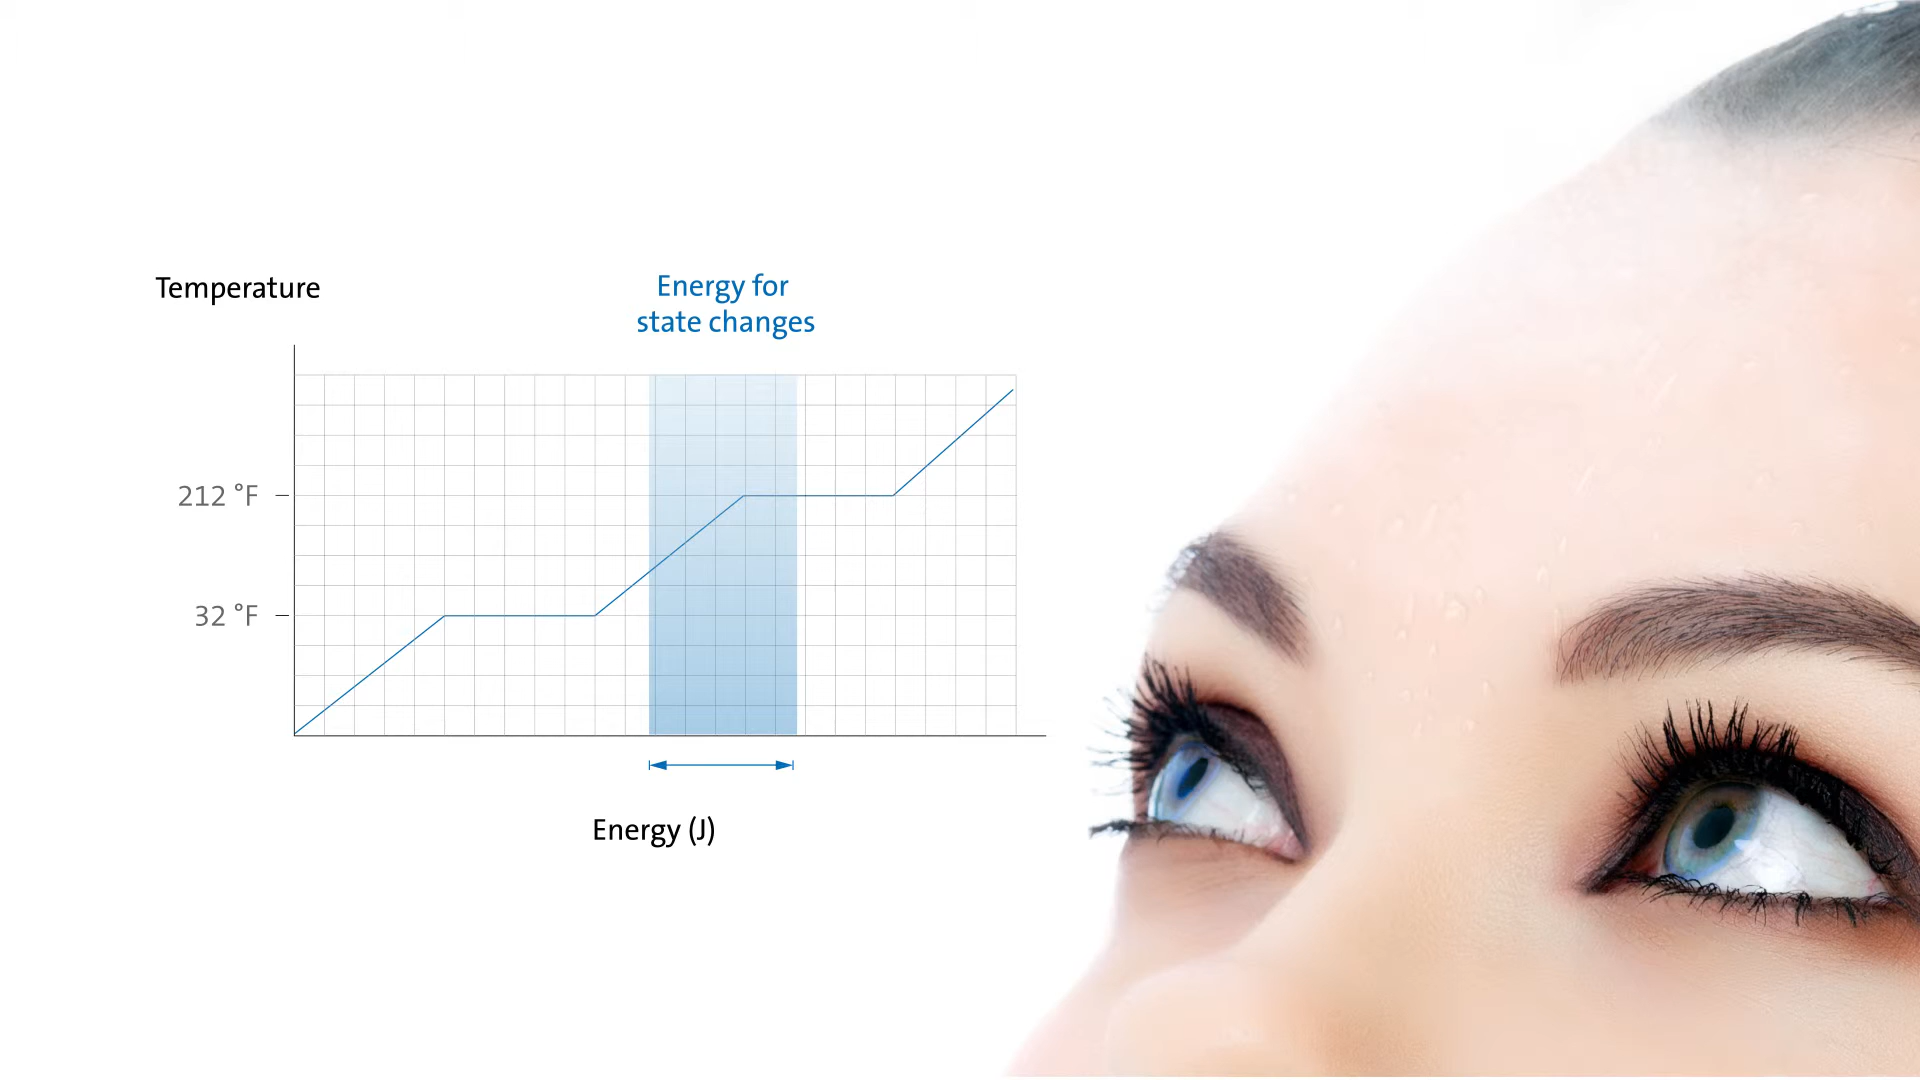 Temperature
Energy for
state changes
212 °F
32 °F
Energy (J)